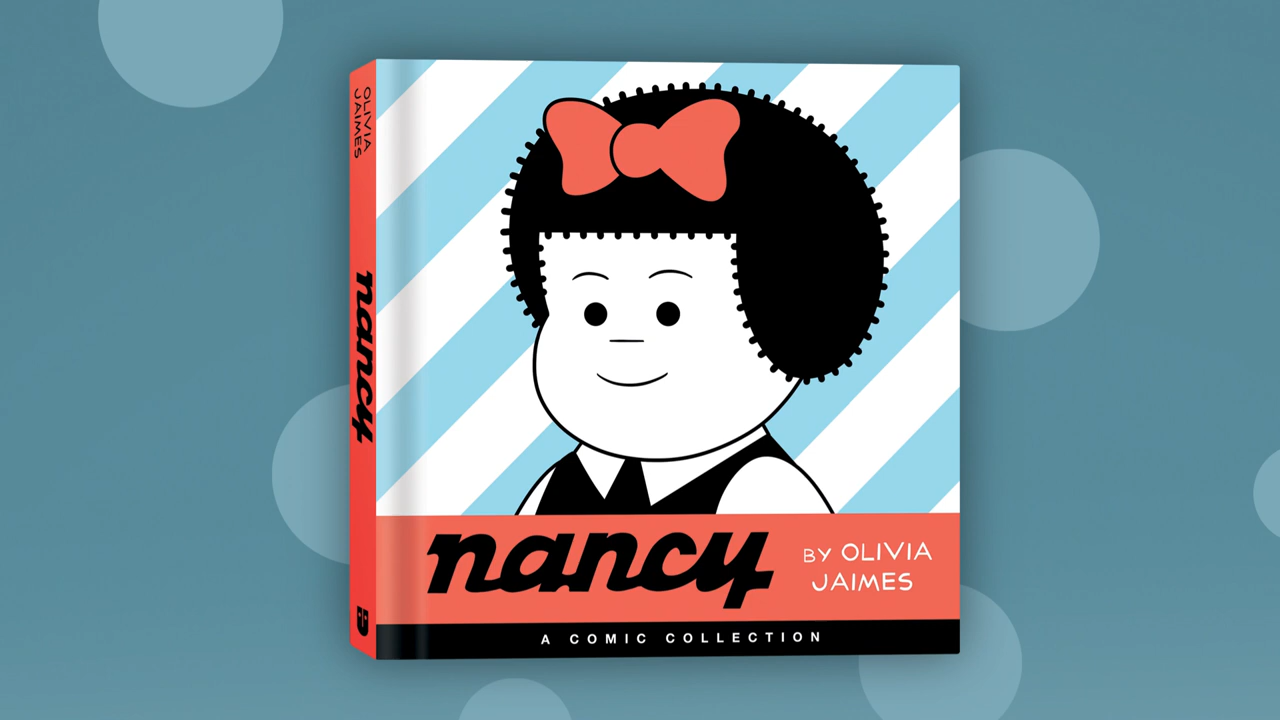 OLIVIA
JAIMES
nancy
nancy
BY OLIVIA
JAIMES
A COMIC COLLECTION